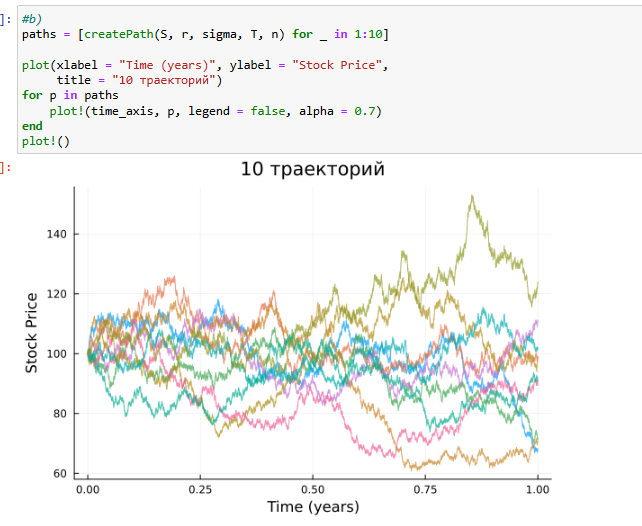 ]: #b)
paths = [createPath(S, r, sigma, T, n) for _ in 1:10]
plot(xlabel = "Time (years)", ylabel = "Stock Price",
title = "10 траекторий")
for p in paths
plot!(time_axis, p, legend = false, alpha = 0.7)
end
plot!()
]:
10 траекторий
140
120
100
80
60
Stock Price
0.00 0.25 0.50 0.75 1.00
Time (years)